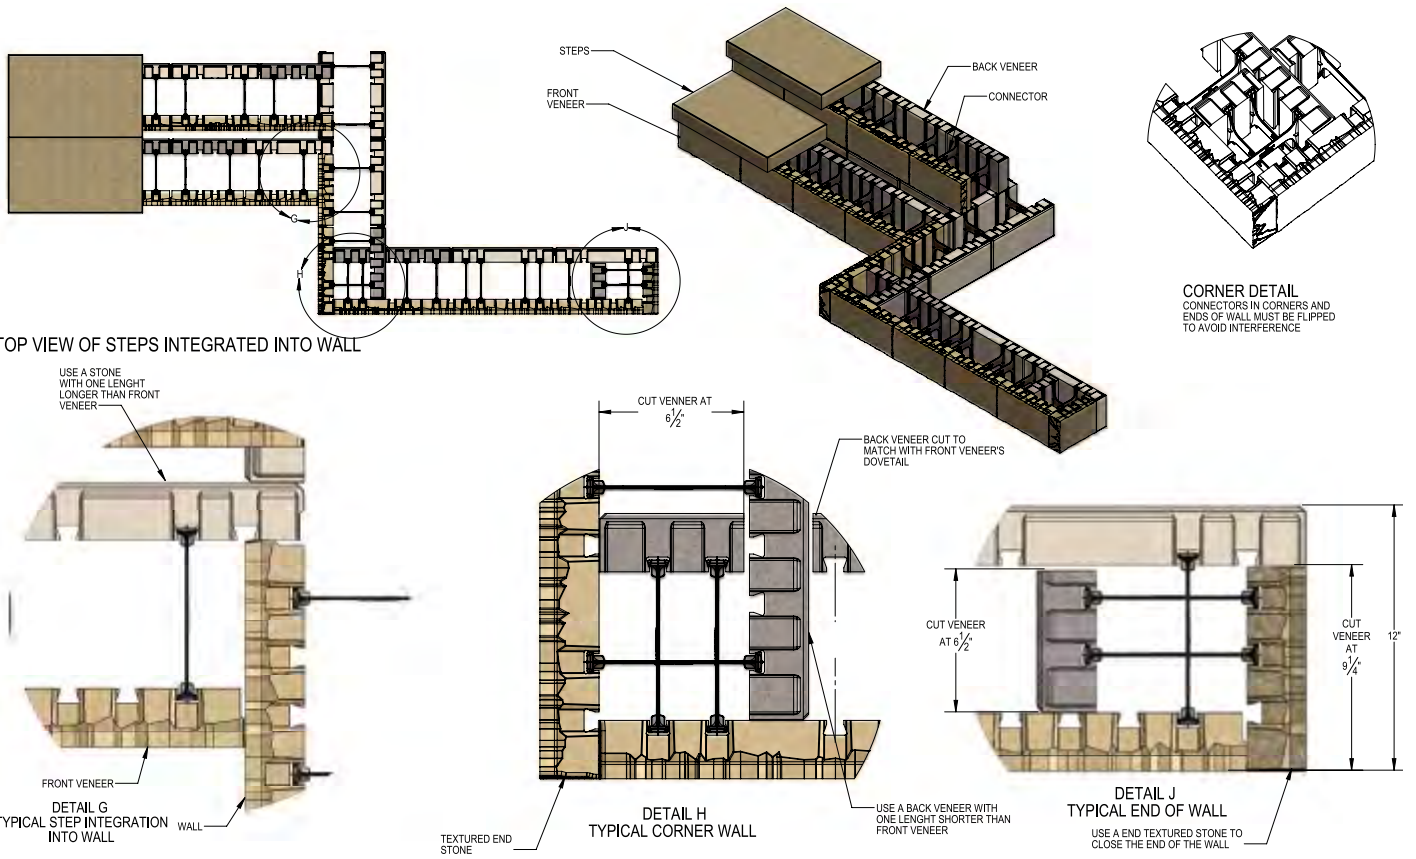 STEPS
FRONT
VENEER
BACK VENEER
CONNECTOR
G
H
J
CORNER DETAIL
CONNECTORS IN CORNERS AND
ENDS OF WALL MUST BE FLIPPED
TO AVOID INTERFERENCE
TOP VIEW OF STEPS INTEGRATED INTO WALL
USE A STONE
WITH ONE LENGHT
LONGER THAN FRONT
VENEER
FRONT VENEER
DETAIL G
TYPICAL STEP INTEGRATION
INTO WALL
WALL
CUT VENNER AT
6 1/2"
BACK VENEER CUT TO
MATCH WITH FRONT VENEER'S
DOVETAIL
TEXTURED END
STONE
DETAIL H
TYPICAL CORNER WALL
USE A BACK VENEER WITH
ONE LENGHT SHORTER THAN
FRONT VENEER
CUT VENEER
AT 6 1/2"
CUT
VENEER
AT
9 1/4"
12"
DETAIL J
TYPICAL END OF WALL
USE A END TEXTURED STONE TO
CLOSE THE END OF THE WALL